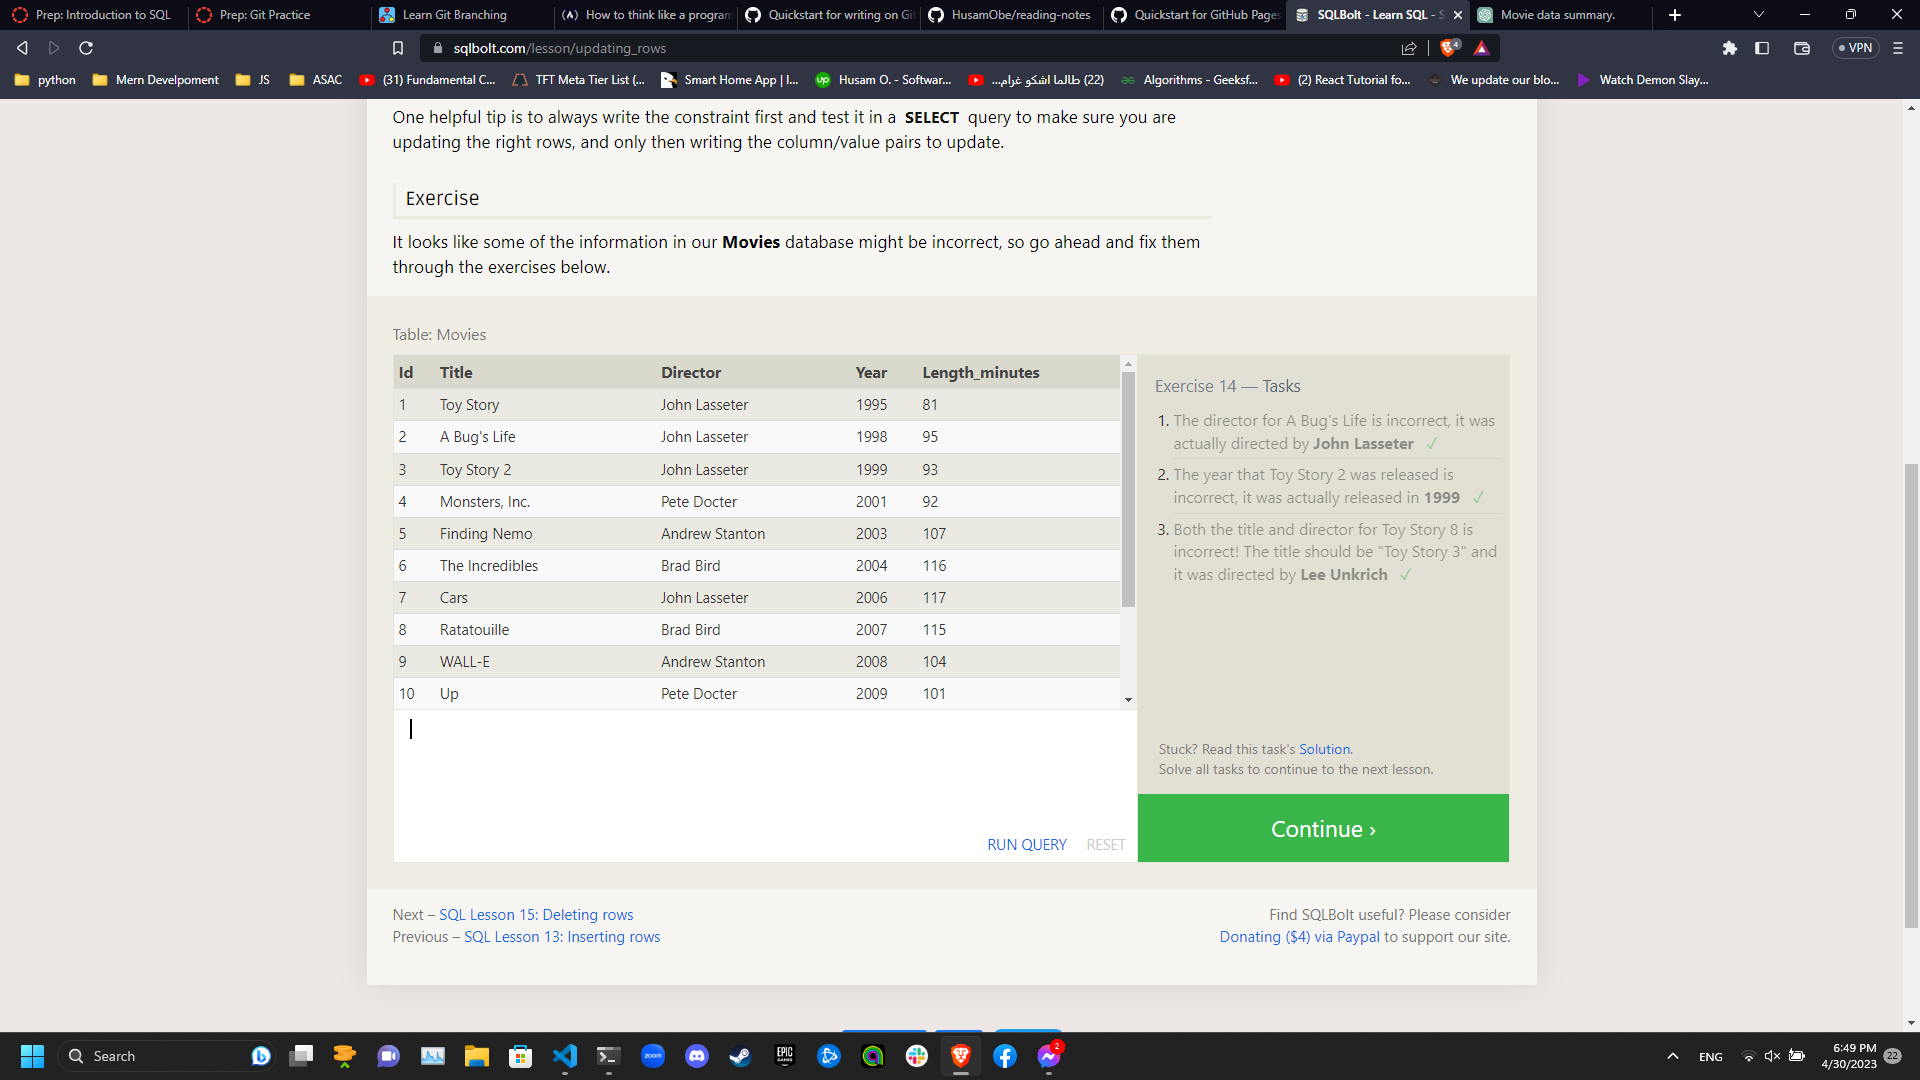 Prep: Introduction to SQL
Prep: Git Practice
Learn Git Branching
How to think like a program
Quickstart for writing on Gi
HusamObe/reading-notes
Quickstart for GitHub Pages
SQLBolt - Learn SQL - S
Movie data summary.
sqlbolt.com/lesson/updating_rows
4
VPN
python
Mern Develpoment
JS
ASAC
(31) Fundamental C...
TFT Meta Tier List (...
Smart Home App | I...
up
Husam O. - Softwar...
(22) طالما اشكو غرام...
Algorithms - Geeksf...
(2) React Tutorial fo...
We update our blo...
Watch Demon Slay...
One helpful tip is to always write the constraint first and test it in a SELECT query to make sure you are
updating the right rows, and only then writing the column/value pairs to update.
Exercise
It looks like some of the information in our Movies database might be incorrect, so go ahead and fix them
through the exercises below.
Table: Movies
Id Title Director Year Length_minutes
1 Toy Story John Lasseter 1995 81
2 A Bug's Life John Lasseter 1998 95
3 Toy Story 2 John Lasseter 1999 93
4 Monsters, Inc. Pete Docter 2001 92
5 Finding Nemo Andrew Stanton 2003 107
6 The Incredibles Brad Bird 2004 116
7 Cars John Lasseter 2006 117
8 Ratatouille Brad Bird 2007 115
9 WALL-E Andrew Stanton 2008 104
10 Up Pete Docter 2009 101
RUN QUERY RESET
Exercise 14 — Tasks
1. The director for A Bug's Life is incorrect, it was
actually directed by John Lasseter ✓
2. The year that Toy Story 2 was released is
incorrect, it was actually released in 1999 ✓
3. Both the title and director for Toy Story 8 is
incorrect! The title should be "Toy Story 3" and
it was directed by Lee Unkrich ✓
Stuck? Read this task's Solution.
Solve all tasks to continue to the next lesson.
Continue ›
Next – SQL Lesson 15: Deleting rows
Previous – SQL Lesson 13: Inserting rows
Find SQLBolt useful? Please consider
Donating ($4) via Paypal to support our site.
Search
zoom
EPIC
GAMES
2
ENG
6:49 PM
4/30/2023
22